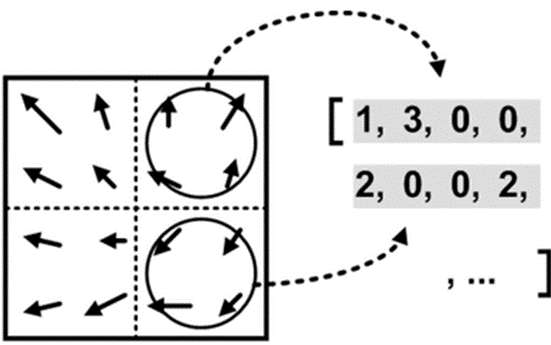 [ 1, 3, 0, 0,
2, 0, 0, 2,
, ... ]